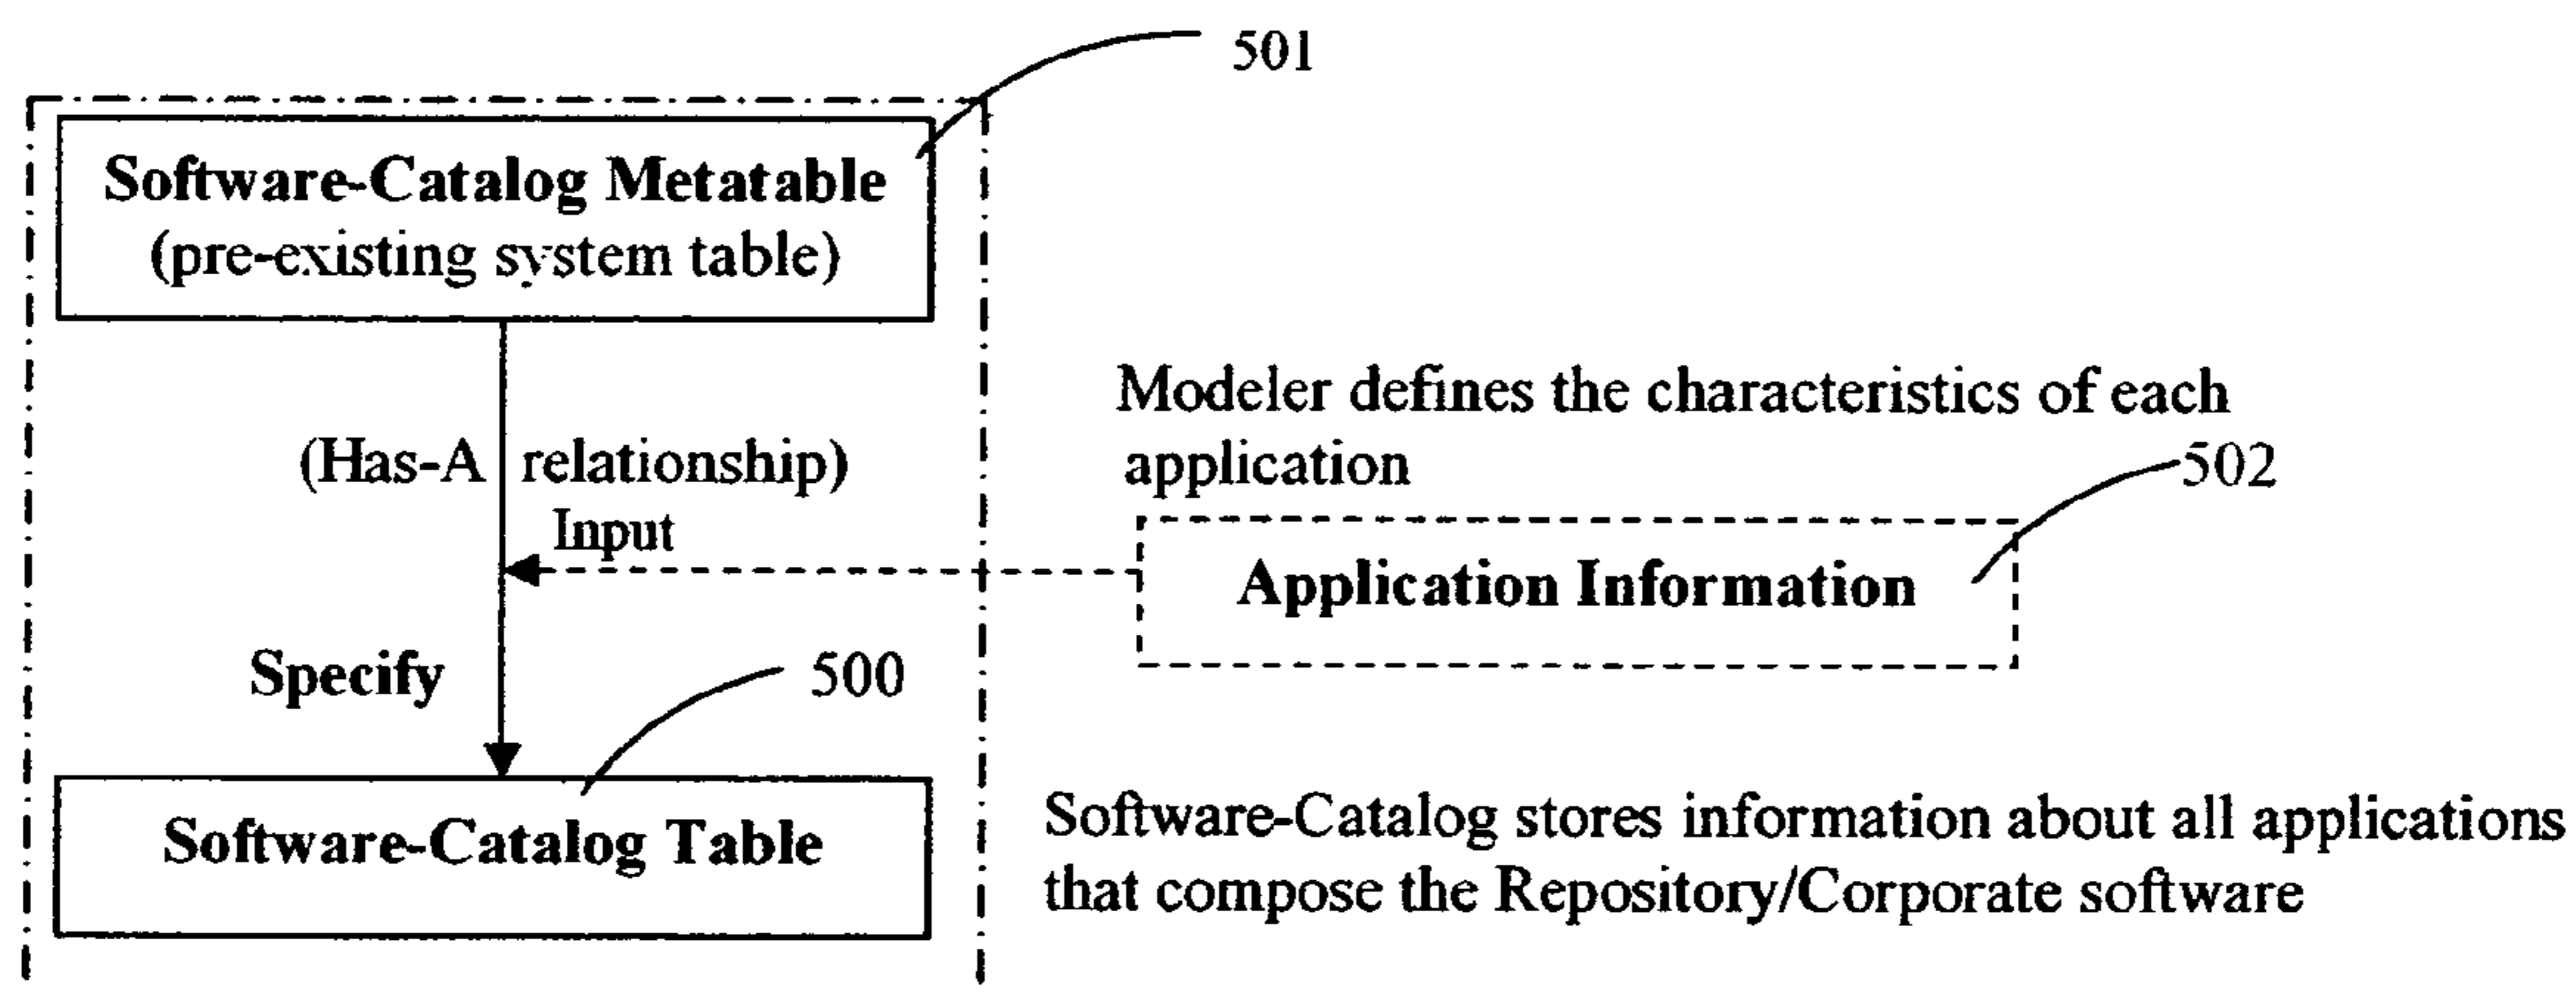 501
Software-Catalog Metatable
(pre-existing system table)
Modeler defines the characteristics of each
application
(Has-A relationship)
502
Input
Application Information
Specify
500
Software-Catalog Table
Software-Catalog stores information about all applications
that compose the Repository/Corporate software